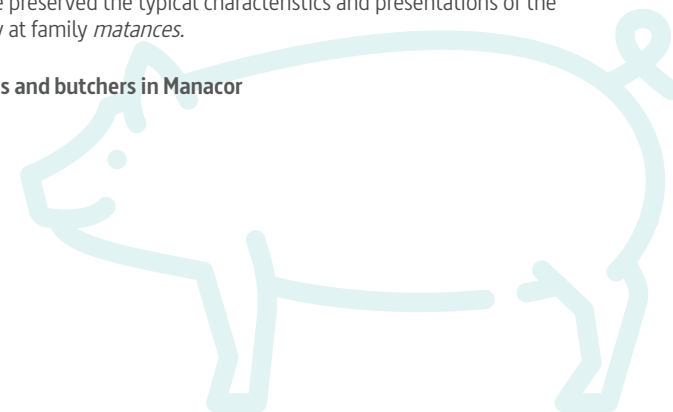 e preserved the typical characteristics and presentations of the
y at family matances.
s and butchers in Manacor